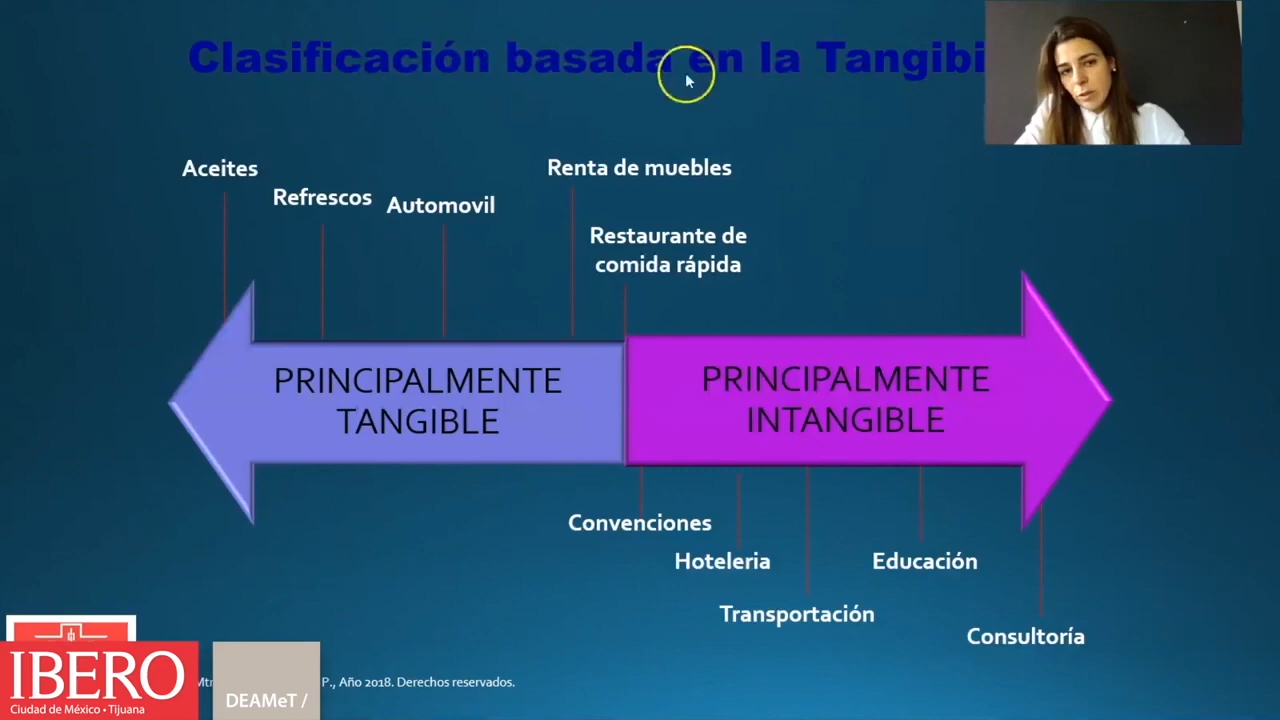 Clasificación basada en la Tangibi
Aceites
Refrescos
Automovil
Renta de muebles
Restaurante de
comida rápida
PRINCIPALMENTE
TANGIBLE
PRINCIPALMENTE
INTANGIBLE
Convenciones
Hoteleria
Transportación
Educación
Consultoría
IBERO
Ciudad de México • Tijuana
DEAMeT /
Mtr P., Año 2018. Derechos reservados.